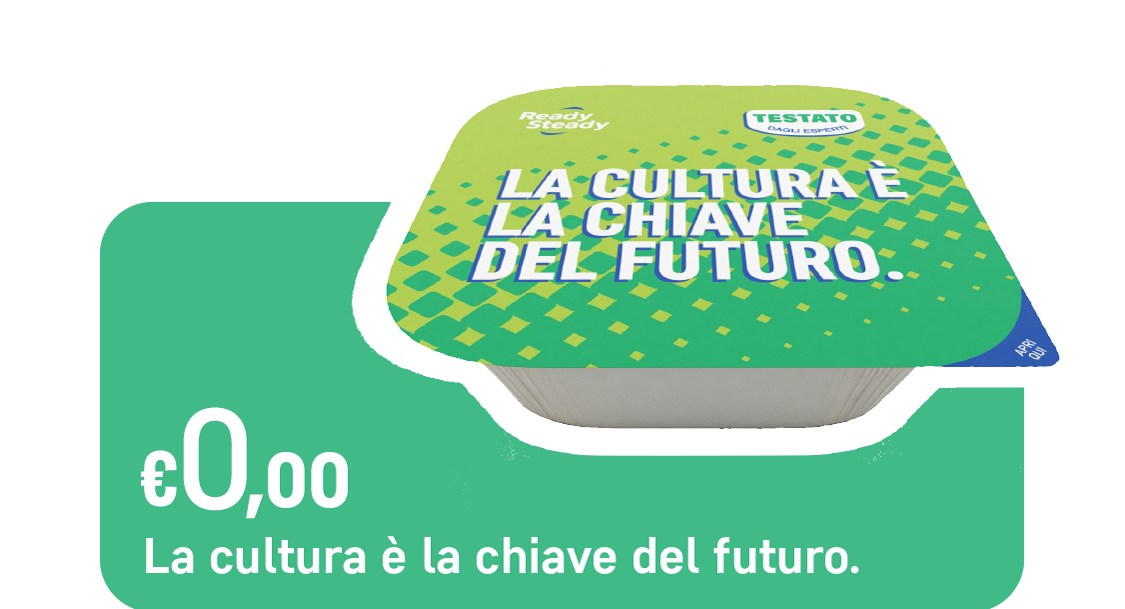 Ready
Steady
TESTATO
DAGLI ESPERTI
LA CULTURA È
LA CHIAVE
DEL FUTURO.
APRI
QUI
€0,00
La cultura è la chiave del futuro.